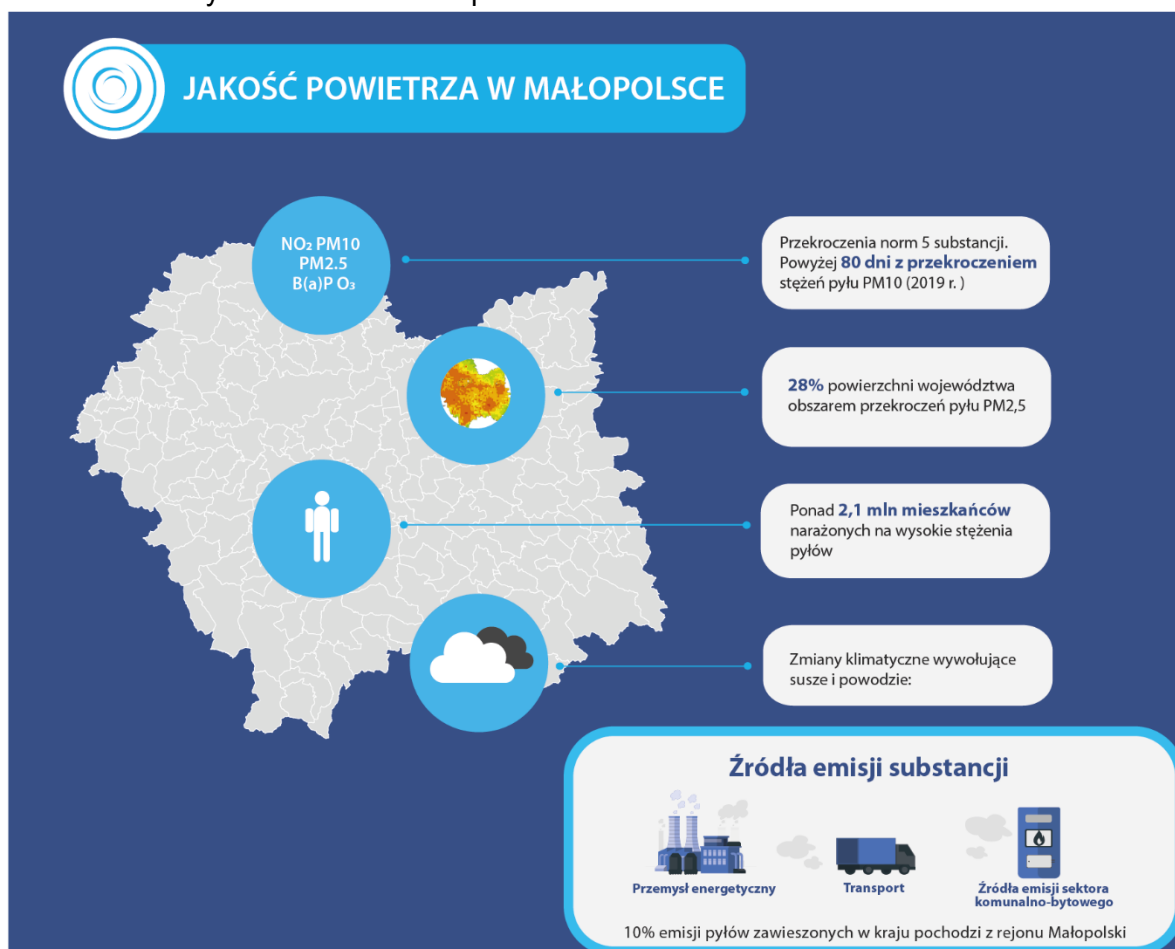 JAKOŚĆ POWIETRZA W MAŁOPOLSCE
NO₂ PM10
PM2.5
B(a)P O₃
Przekroczenia norm 5 substancji.
Powyżej 80 dni z przekroczeniem
stężeń pyłu PM10 (2019 r. )
28% powierzchni województwa
obszarem przekroczeń pyłu PM2,5
Ponad 2,1 mln mieszkańców
narażonych na wysokie stężenia
pyłów
Zmiany klimatyczne wywołujące
susze i powodzie:
Źródła emisji substancji
Przemysł energetyczny
Transport
Źródła emisji sektora
komunalno-bytowego
10% emisji pyłów zawieszonych w kraju pochodzi z rejonu Małopolski